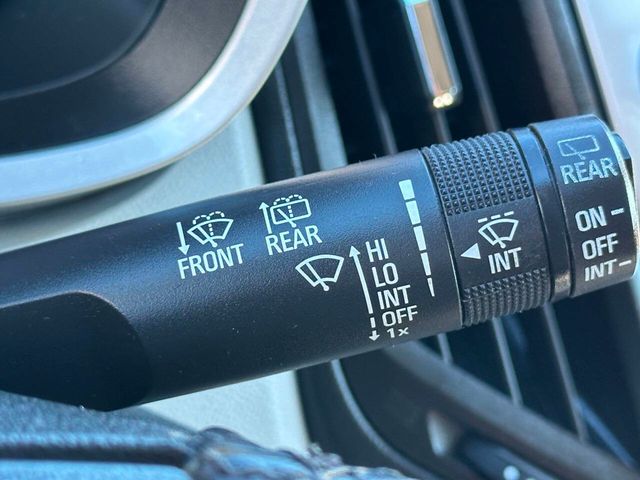 FRONT
REAR
HI
LO
INT
OFF
1x
INT
REAR
ON
OFF
INT